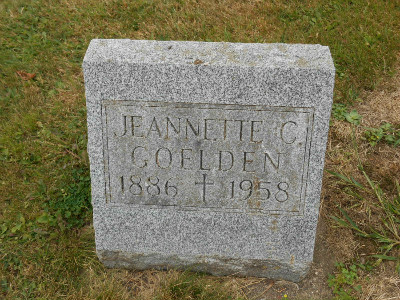 JEANNETTE C.
GOELDEN
1886 ✝ 1958